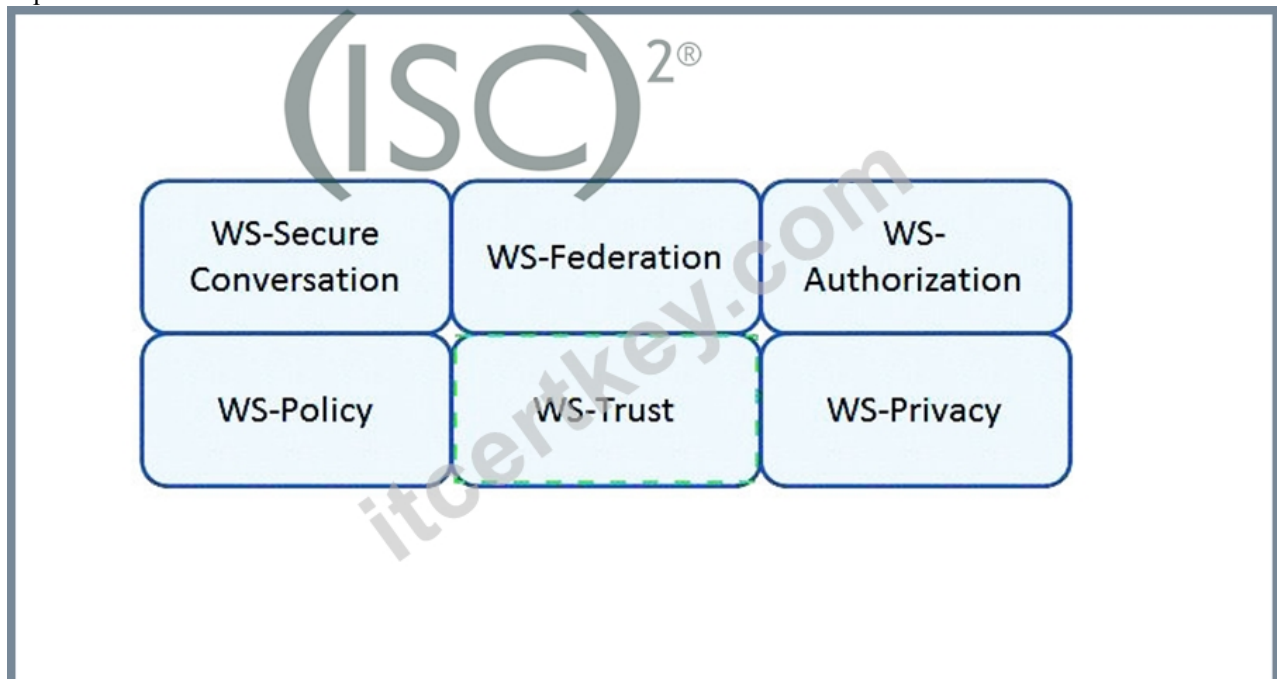 (ISC)2®
WS-Secure
Conversation
WS-Federation
WS-
Authorization
WS-Policy
WS-Trust
WS-Privacy
itcertkey.com